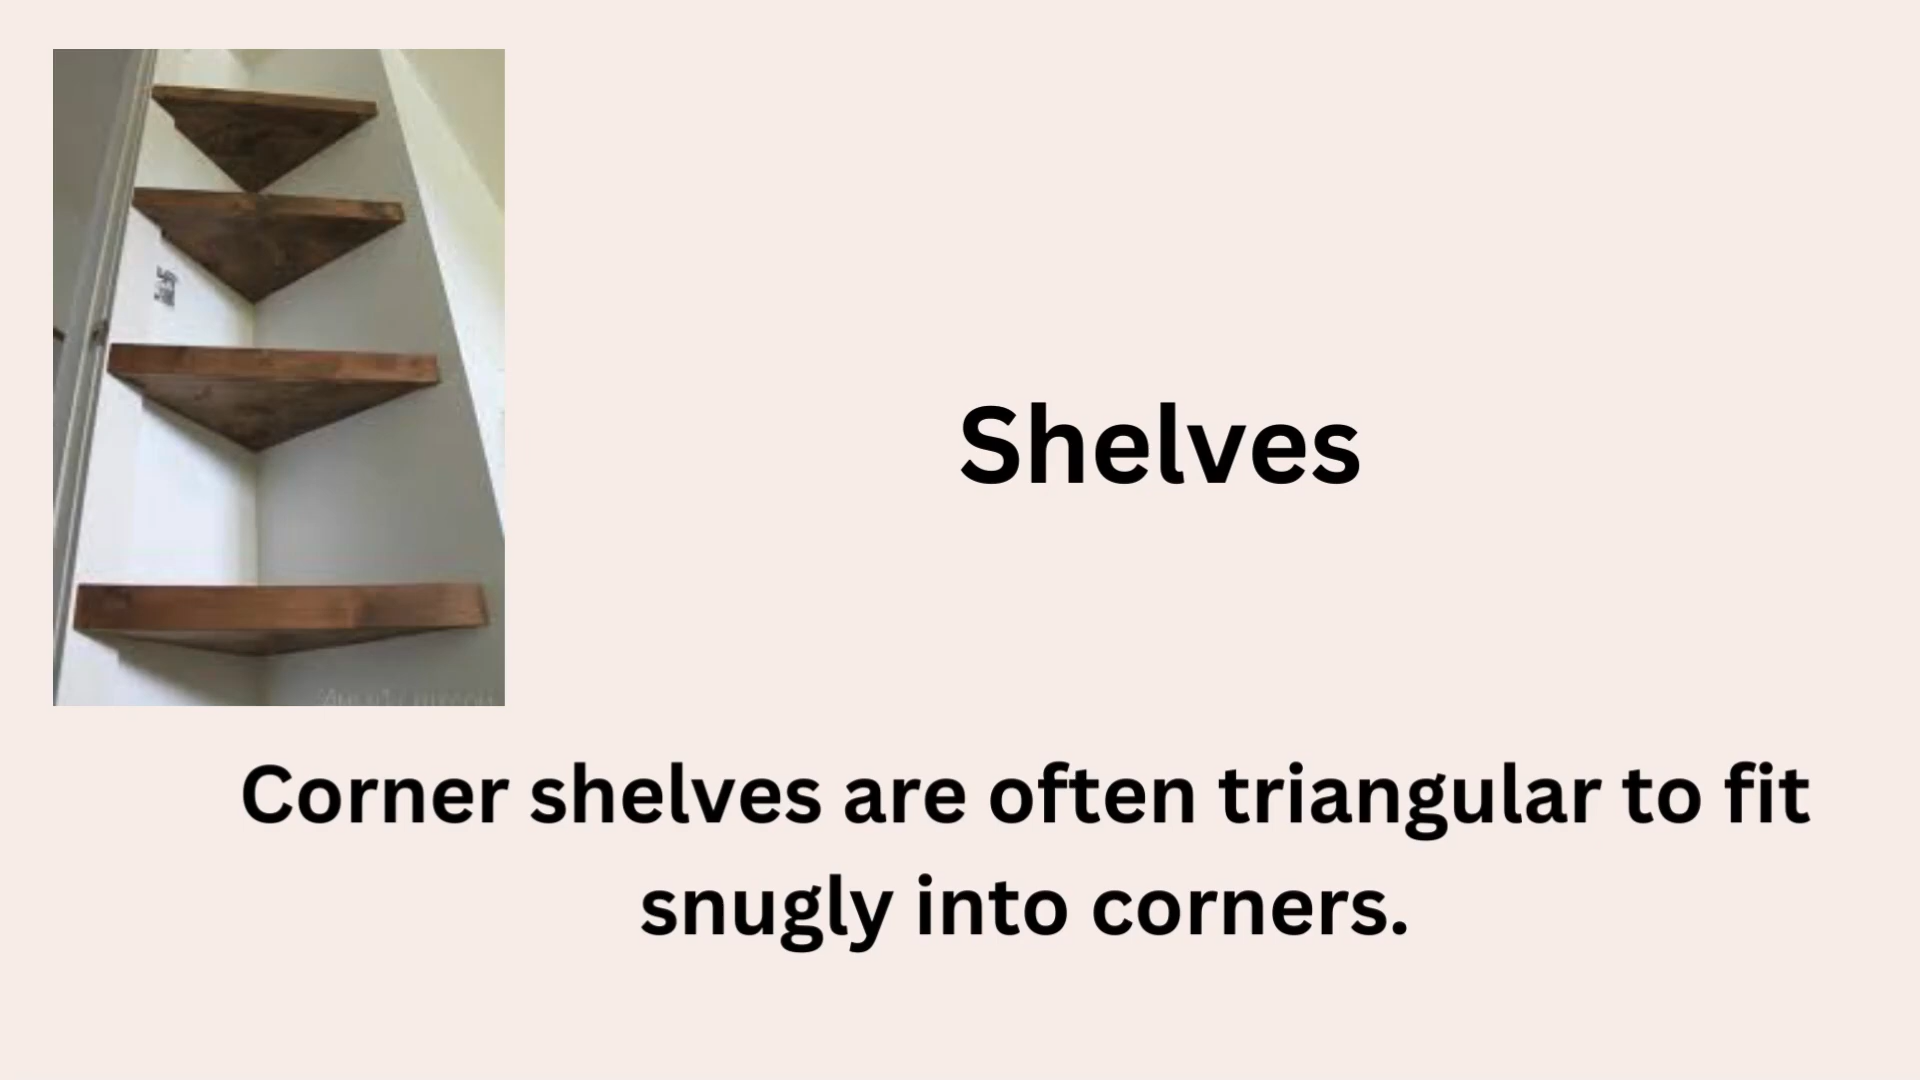 Shelves
Corner shelves are often triangular to fit
snugly into corners.